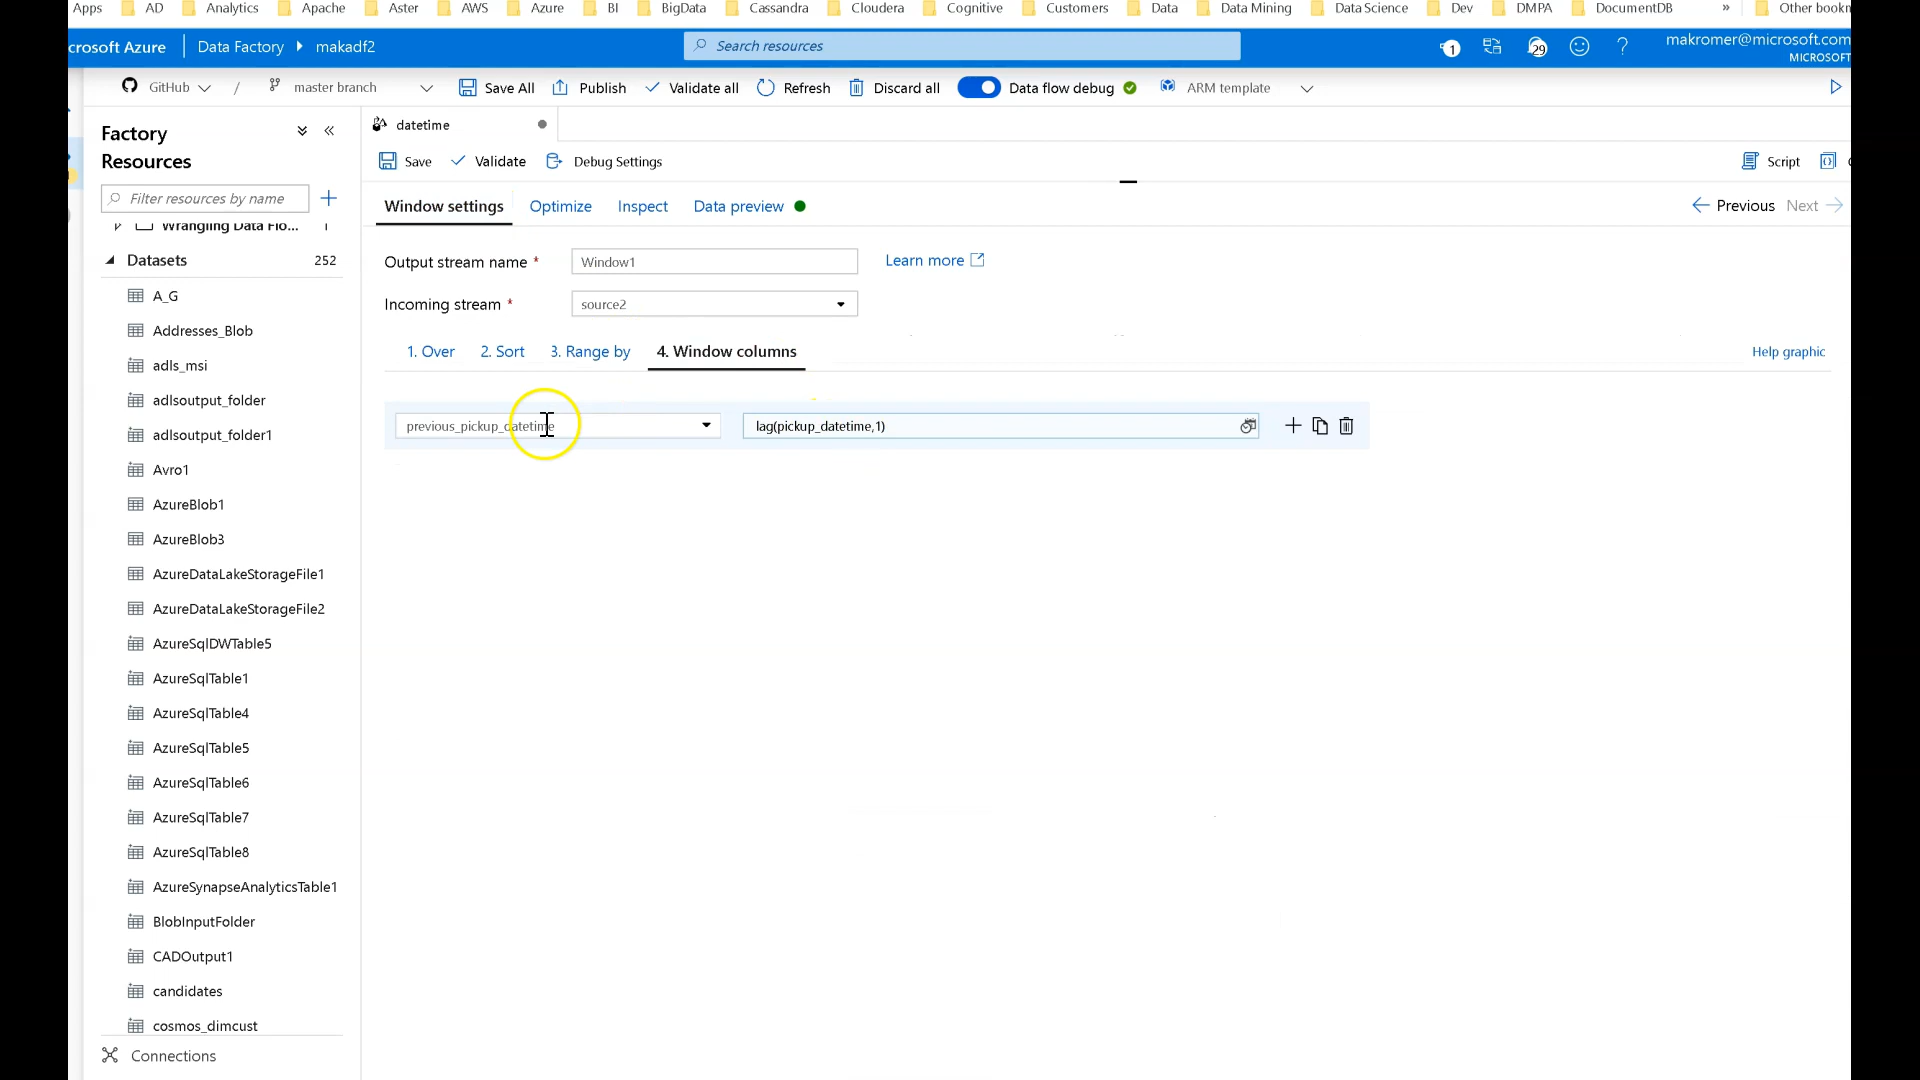 Apps AD Analytics Apache Aster AWS Azure BI BigData Cassandra Cloudera Cognitive Customers Data Data Mining Data Science Dev DMPA DocumentDB » Other bookn
crosoft Azure Data Factory makadf2 Search resources 1 29 ? makromer@microsoft.com
MICROSOFT
GitHub / master branch Save All Publish Validate all Refresh Discard all Data flow debug ARM template
Factory Resources
datetime
Save Validate Debug Settings Script
Filter resources by name
Window settings Optimize Inspect Data preview Previous Next
Wrangling Data Flo... 1
Datasets 252
Output stream name * Window1 Learn more
Incoming stream * source2
1. Over 2. Sort 3. Range by 4. Window columns Help graphic
previous_pickup_datetime lag(pickup_datetime,1)
A_G
Addresses_Blob
adls_msi
adlsoutput_folder
adlsoutput_folder1
Avro1
AzureBlob1
AzureBlob3
AzureDataLakeStorageFile1
AzureDataLakeStorageFile2
AzureSqlDWTable5
AzureSqlTable1
AzureSqlTable4
AzureSqlTable5
AzureSqlTable6
AzureSqlTable7
AzureSqlTable8
AzureSynapseAnalyticsTable1
BlobInputFolder
CADOutput1
candidates
cosmos_dimcust
Connections